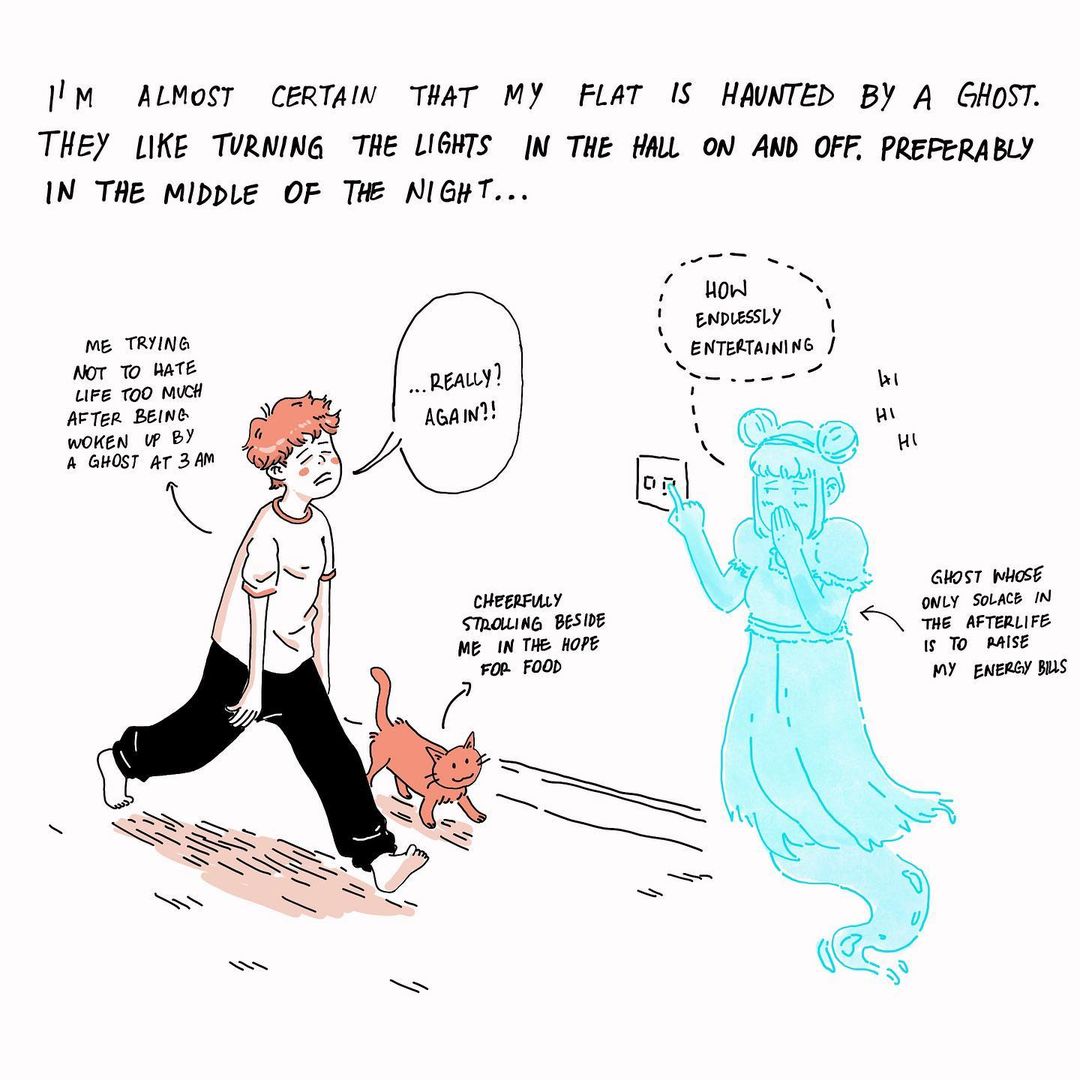 I'M ALMOST CERTAIN THAT MY FLAT IS HAUNTED BY A GHOST.
THEY LIKE TURNING THE LIGHTS IN THE HALL ON AND OFF. PREFERABLY
IN THE MIDDLE OF THE NIGHT...
ME TRYING
NOT TO HATE
LIFE TOO MUCH
AFTER BEING
WOKEN UP BY
A GHOST AT 3 AM
...REALLY?
AGAIN?!
HOW
ENDLESSLY
ENTERTAINING
HI
HI
HI
CHEERFULLY
STROLLING BESIDE
ME IN THE HOPE
FOR FOOD
GHOST WHOSE
ONLY SOLACE IN
THE AFTERLIFE
IS TO RAISE
MY ENERGY BILLS